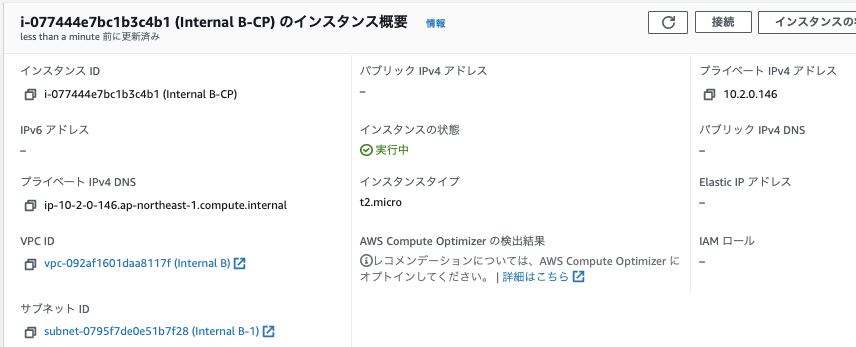 i-077444e7bc1b3c4b1 (Internal B-CP) のインスタンス概要 情報
less than a minute 前に更新済み
接続
インスタンスの
インスタンス ID
i-077444e7bc1b3c4b1 (Internal B-CP)
パブリック IPv4 アドレス
–
プライベート IPv4 アドレス
10.2.0.146
IPv6 アドレス
–
インスタンスの状態
実行中
パブリック IPv4 DNS
–
プライベート IPv4 DNS
ip-10-2-0-146.ap-northeast-1.compute.internal
インスタンスタイプ
t2.micro
Elastic IP アドレス
–
VPC ID
vpc-092af1601daa8117f (Internal B)
AWS Compute Optimizer の検出結果
レコメンデーションについては、AWS Compute Optimizer に
オプトインしてください。 | 詳細はこちら
IAM ロール
–
サブネット ID
subnet-0795f7de0e51b7f28 (Internal B-1)